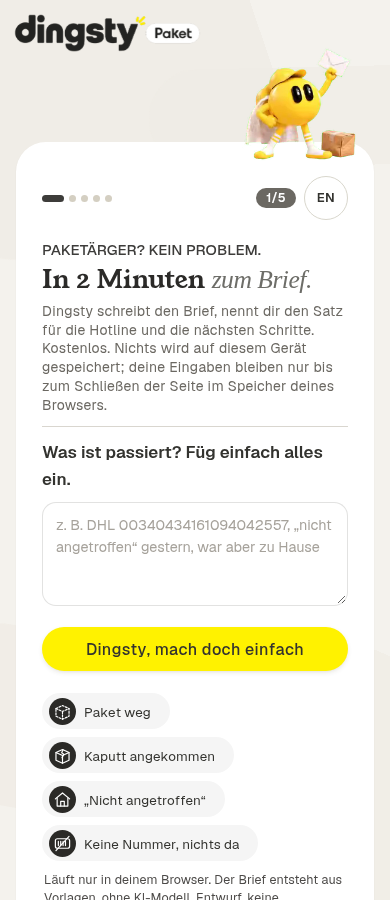 dingsty Paket
1/5 EN
PAKETÄRGER? KEIN PROBLEM.
In 2 Minuten zum Brief.
Dingsty schreibt den Brief, nennt dir den Satz
für die Hotline und die nächsten Schritte.
Kostenlos. Nichts wird auf diesem Gerät
gespeichert; deine Eingaben bleiben nur bis
zum Schließen der Seite im Speicher deines
Browsers.
Was ist passiert? Füg einfach alles
ein.
z. B. DHL 00340434161094042557, „nicht
angetroffen“ gestern, war aber zu Hause
Dingsty, mach doch einfach
Paket weg
Kaputt angekommen
„Nicht angetroffen“
Keine Nummer, nichts da
Läuft nur in deinem Browser. Der Brief entsteht aus
Vorlagen, ohne KI-Modell. Entwurf, keine